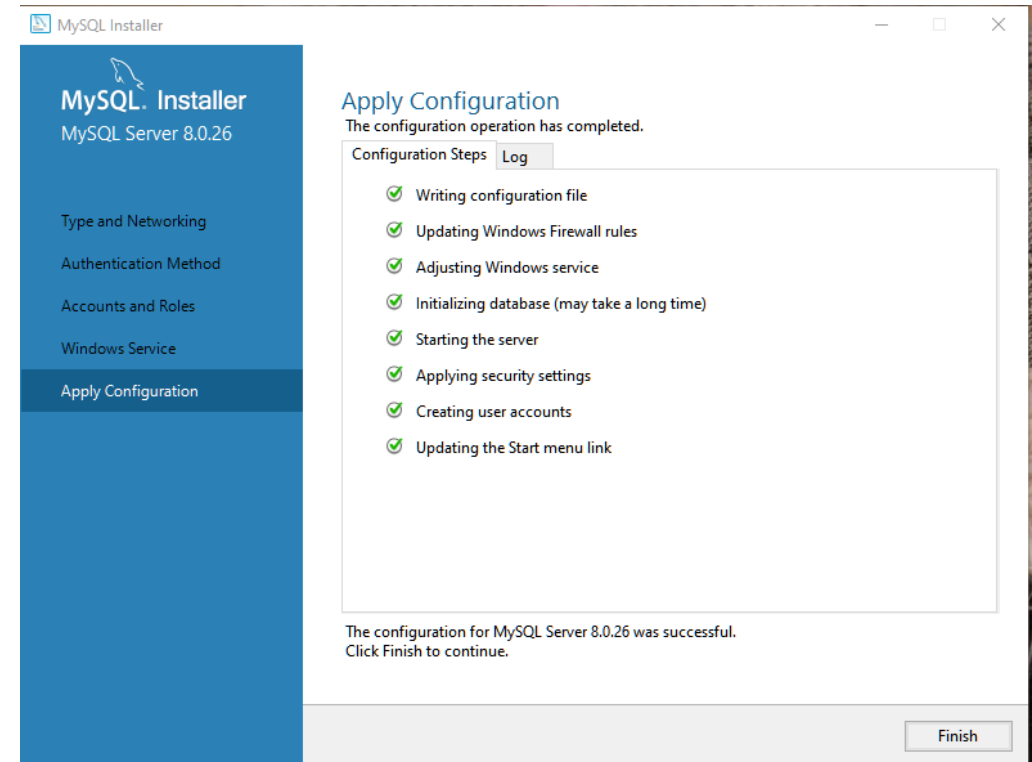 MySQL Installer
MySQL. Installer
MySQL Server 8.0.26
Type and Networking
Authentication Method
Accounts and Roles
Windows Service
Apply Configuration
Apply Configuration
The configuration operation has completed.
Configuration Steps
Log
Writing configuration file
Updating Windows Firewall rules
Adjusting Windows service
Initializing database (may take a long time)
Starting the server
Applying security settings
Creating user accounts
Updating the Start menu link
The configuration for MySQL Server 8.0.26 was successful.
Click Finish to continue.
Finish